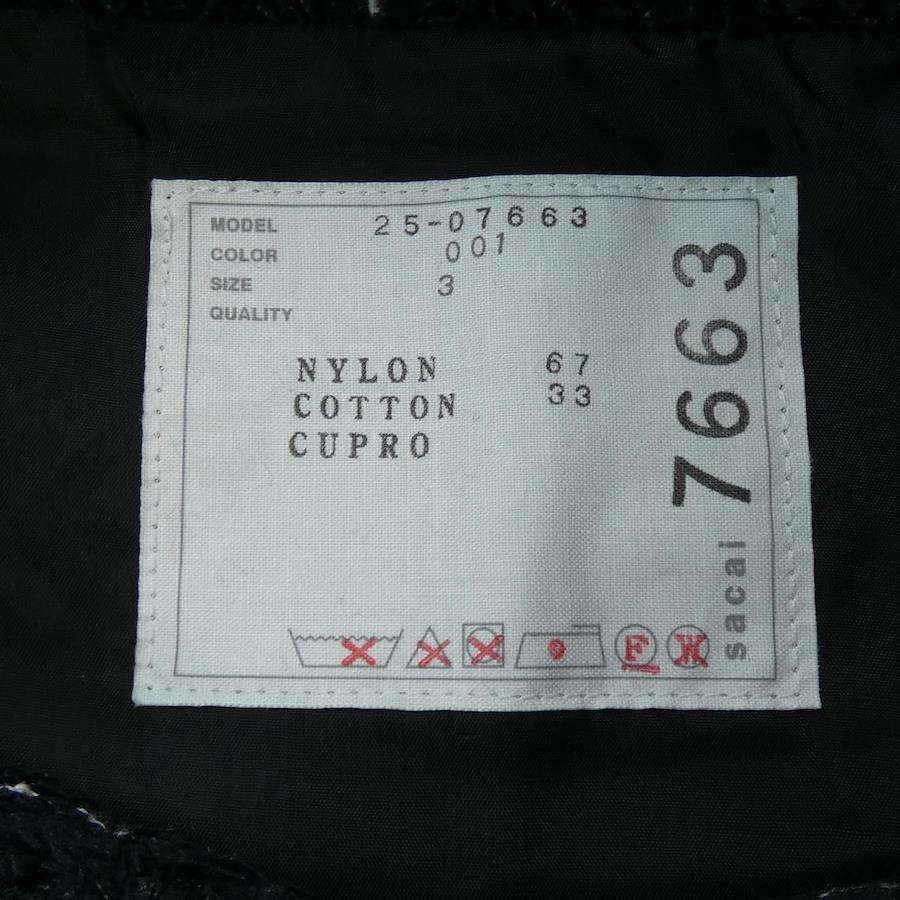 MODEL 25-07663
COLOR 001
SIZE 3
QUALITY
NYLON 67
COTTON 33
CUPRO
F W
sacai 7663